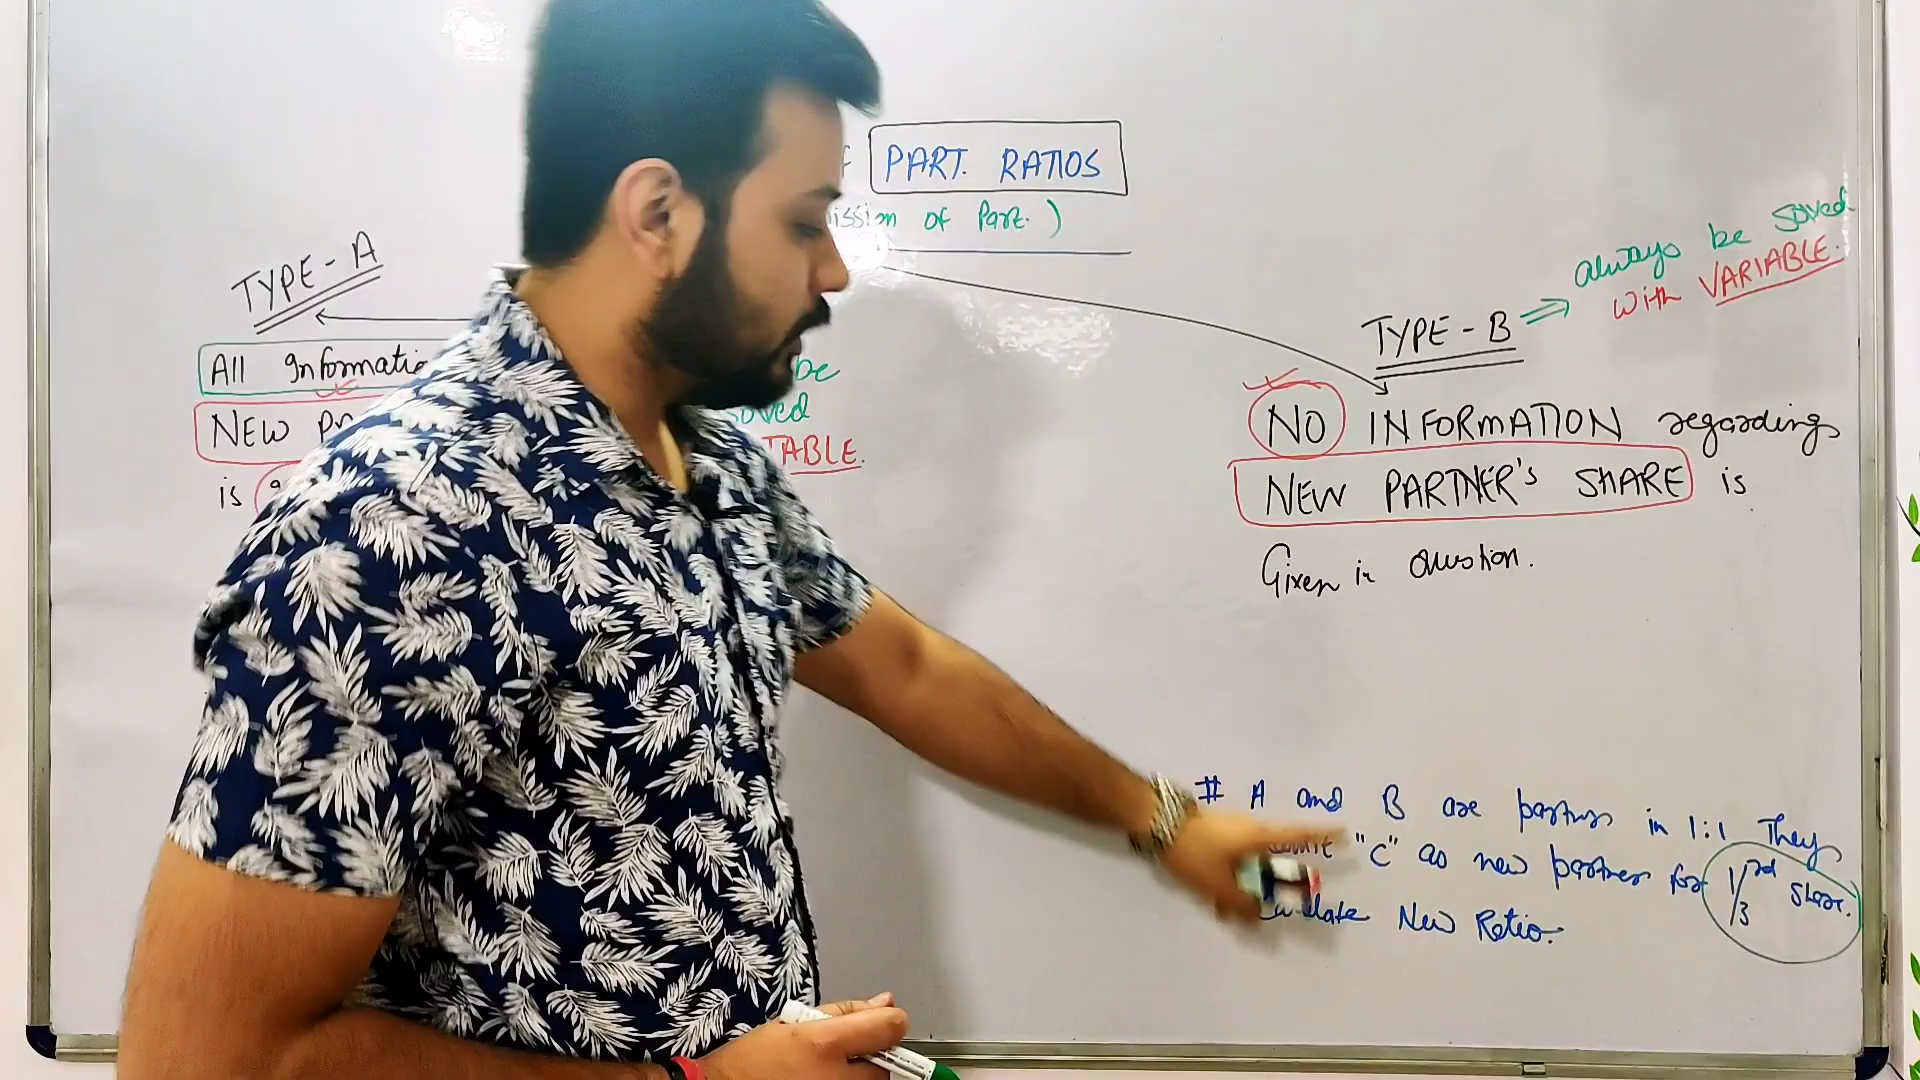 PART. RATIOS
of Part. )
TYPE - A
All Informatio
NEW
is
be
solved
TABLE.
TYPE - B ⇒ always be solved
with VARIABLE.
NO INFORMATION regarding
NEW PARTNER'S SHARE is
Given in question.
# A and B are partners in 1:1 They
"C" as new partner for 1/3rd share.
New Ratio.